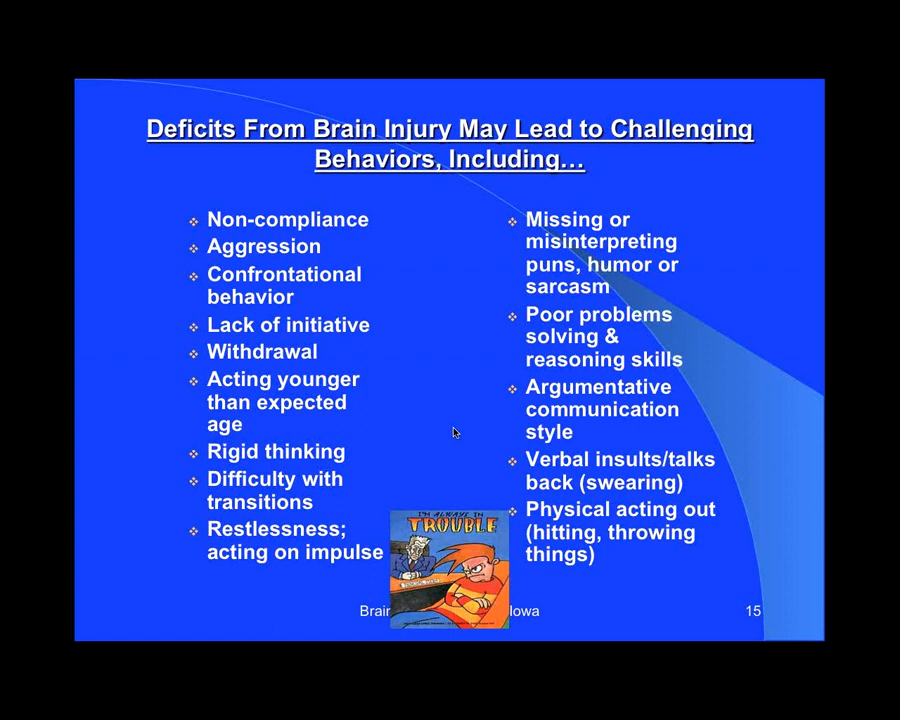 Deficits From Brain Injury May Lead to Challenging
Behaviors, Including…
Non-compliance
Aggression
Confrontational
behavior
Lack of initiative
Withdrawal
Acting younger
than expected
age
Rigid thinking
Difficulty with
transitions
Restlessness;
acting on impulse
Missing or
misinterpreting
puns, humor or
sarcasm
Poor problems
solving &
reasoning skills
Argumentative
communication
style
Verbal insults/talks
back (swearing)
Physical acting out
(hitting, throwing
things)
I'M ALWAYS IN
TROUBLE
Iowa
15